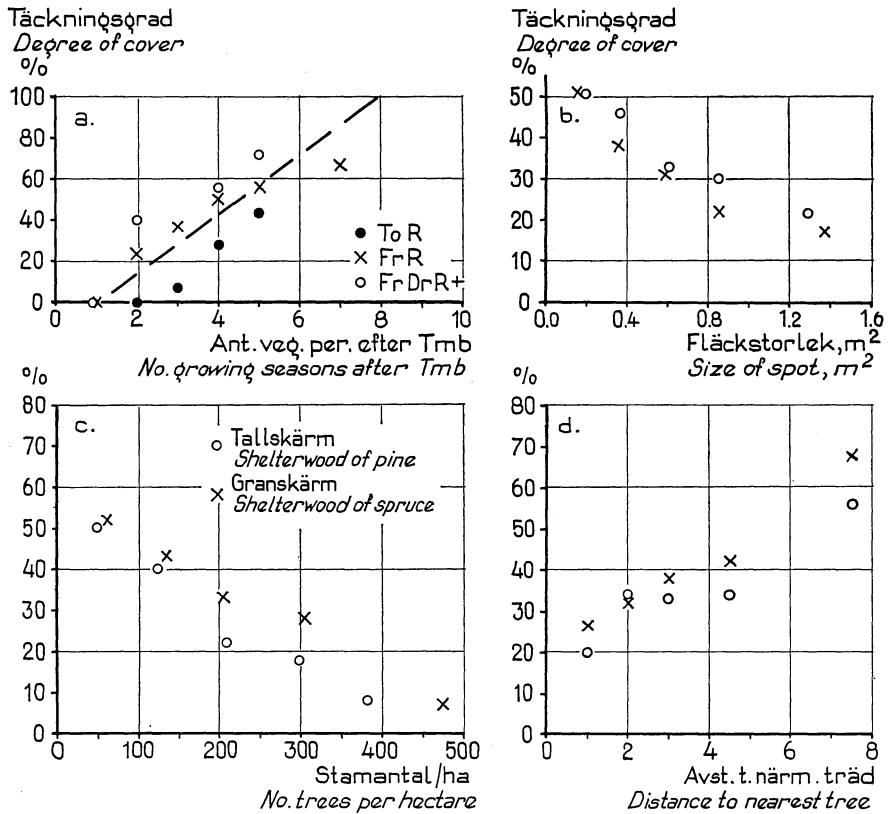 Täckningsgrad
Degree of cover
%
100
80
60
40
20
0
a.
● To R
× Fr R
○ Fr Dr R+
0 2 4 6 8 10
Ant. veg. per. efter Tmb
No. growing seasons after Tmb
Täckningsgrad
Degree of cover
%
50
40
30
20
10
0
b.
0.0 0.4 0.8 1.2 1.6
Fläckstorlek, m²
Size of spot, m²
%
80
70
60
50
40
30
20
10
0
c.
○ Tallskärm
Shelterwood of pine
× Granskärm
Shelterwood of spruce
0 100 200 300 400 500
Stamantal/ha
No. trees per hectare
%
80
70
60
50
40
30
20
10
0
d.
0 2 4 6 8
Avst. t. närm. träd
Distance to nearest tree